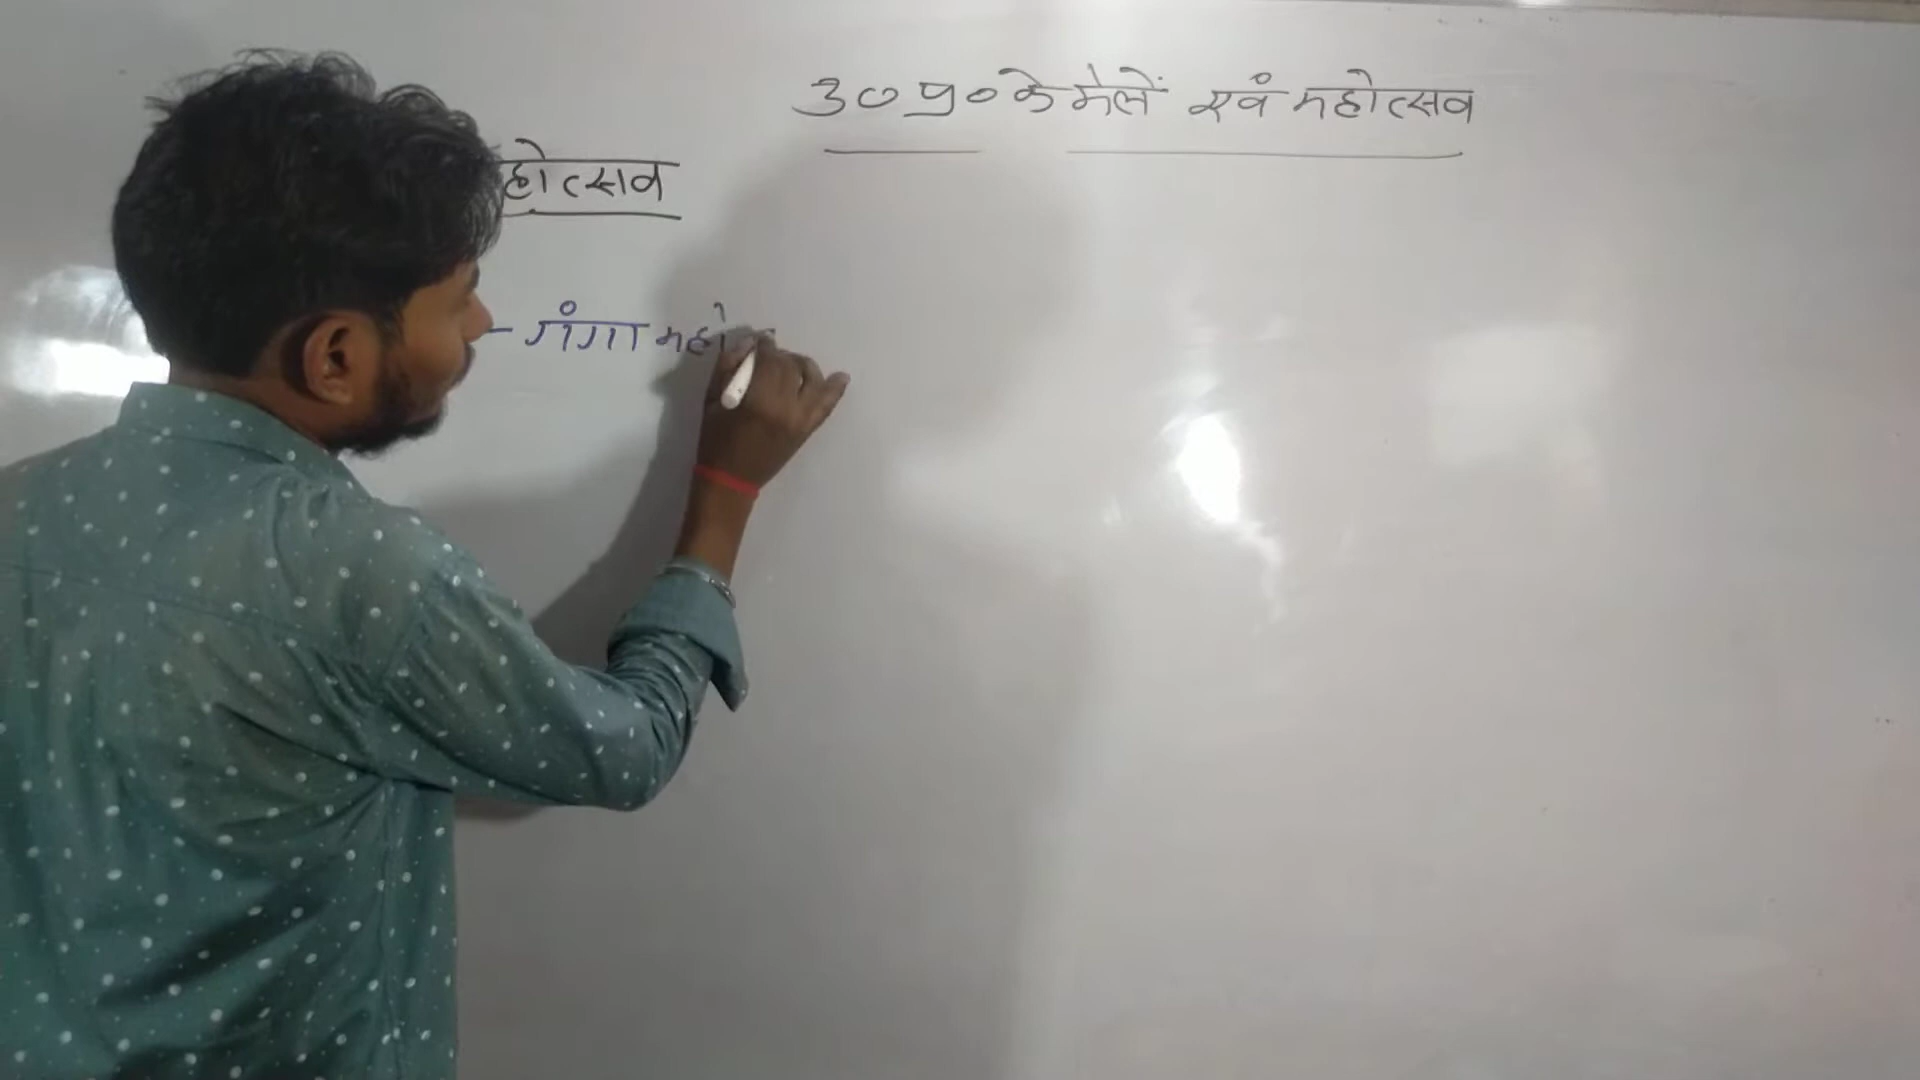 उ० प्र० के मेलें एवं महोत्सव
होत्सव
- गंगा महो